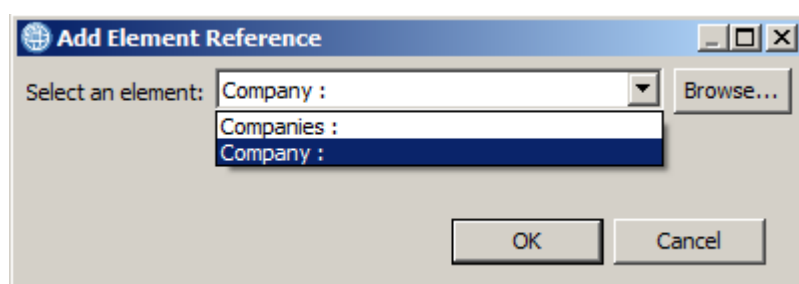 Add Element Reference
Select an element: Company : Browse...
Companies :
Company :
OK Cancel